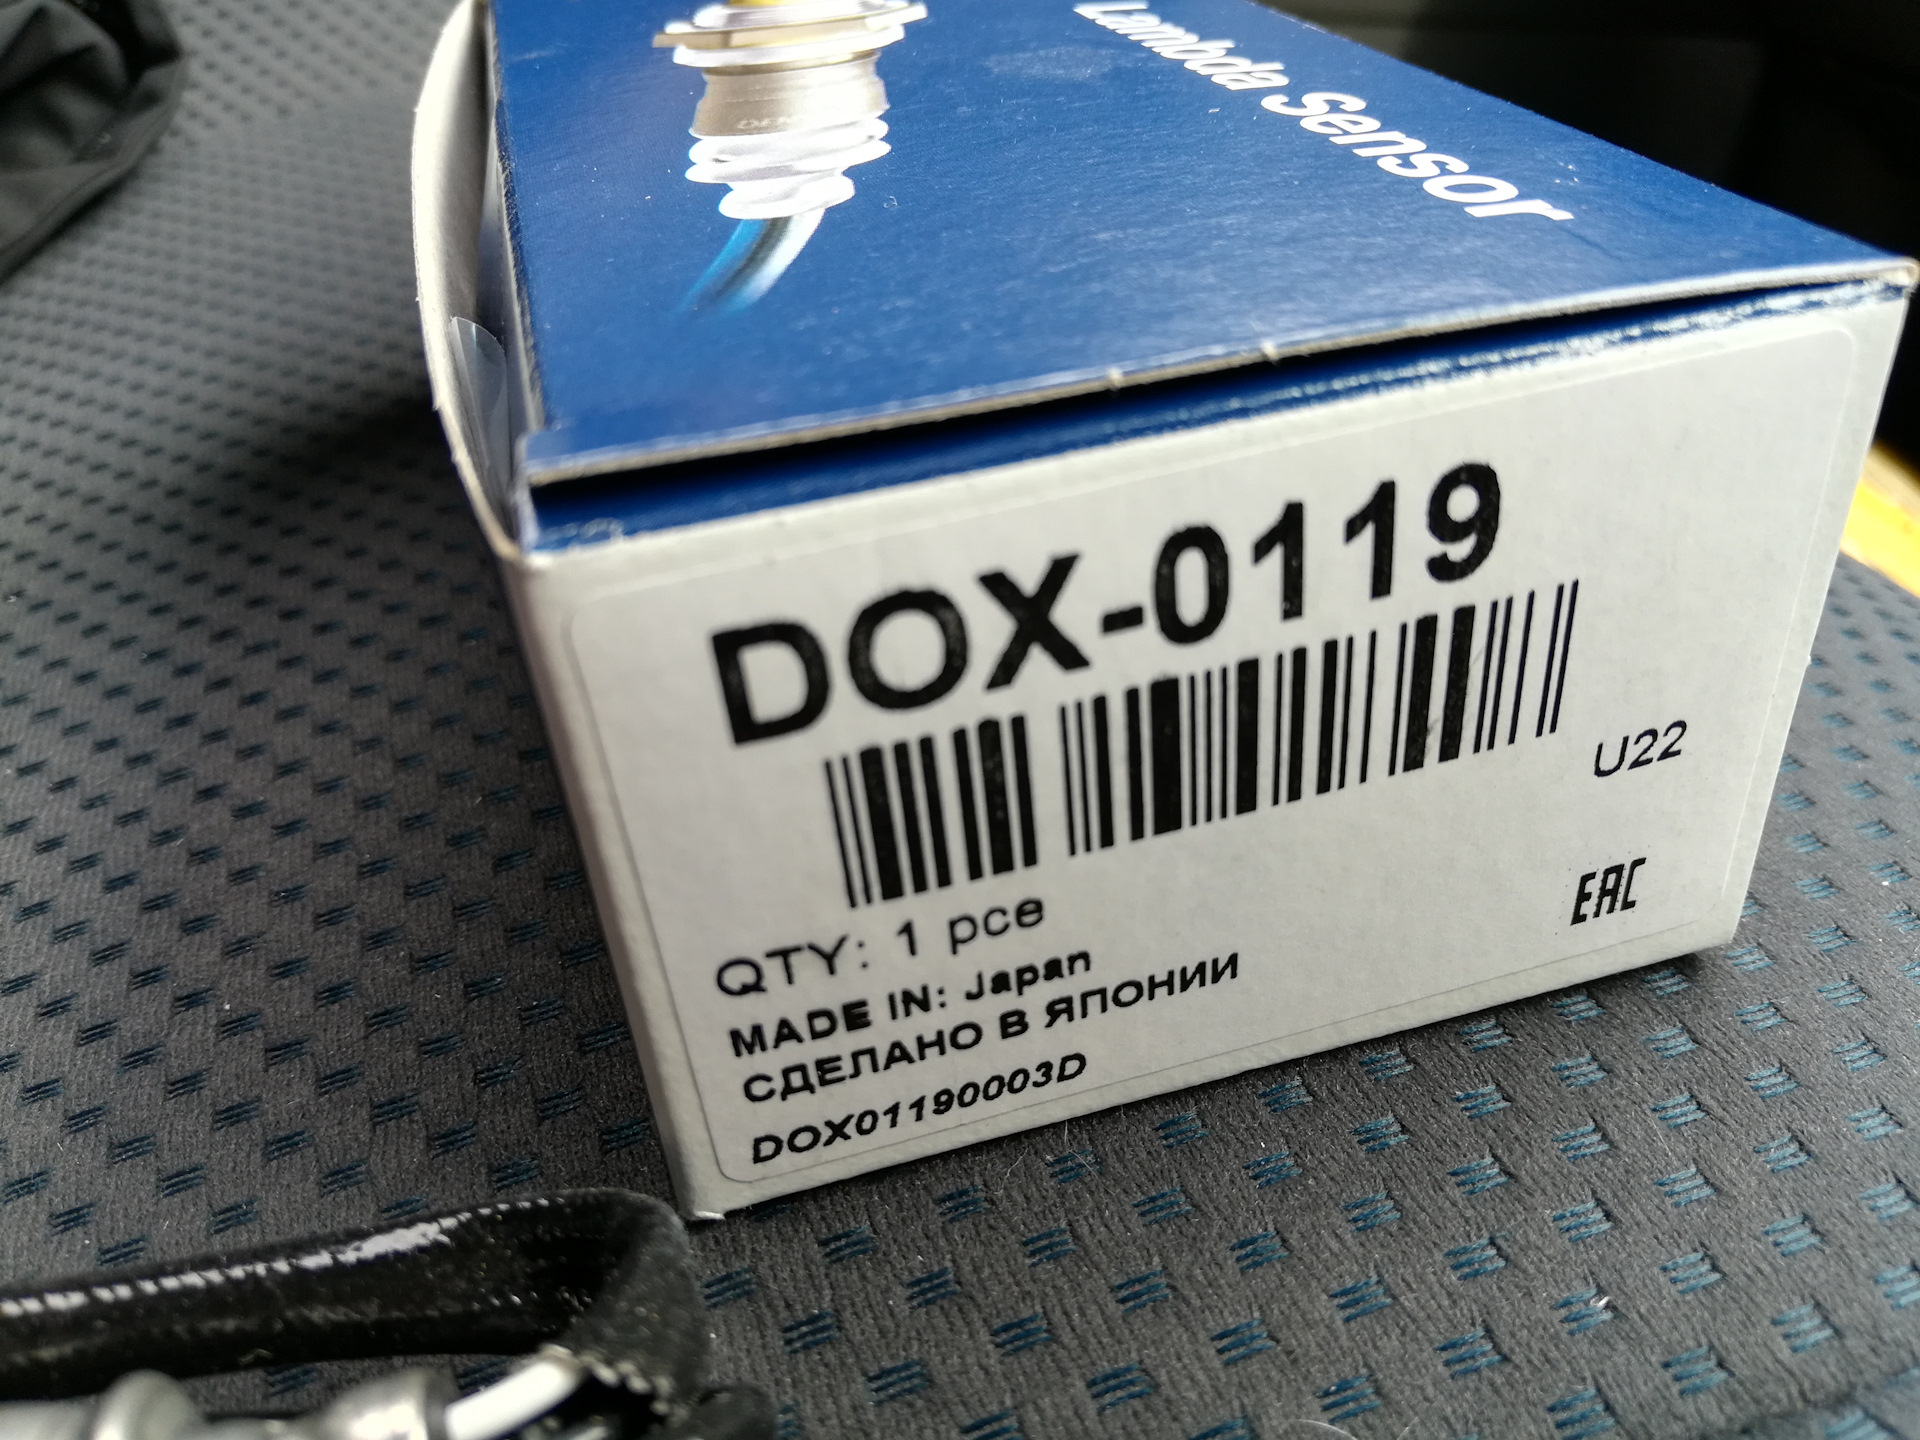 Lambda Sensor
DOX-0119
U22
QTY: 1 pce
EAC
MADE IN: Japan
СДЕЛАНО В ЯПОНИИ
DOX01190003D